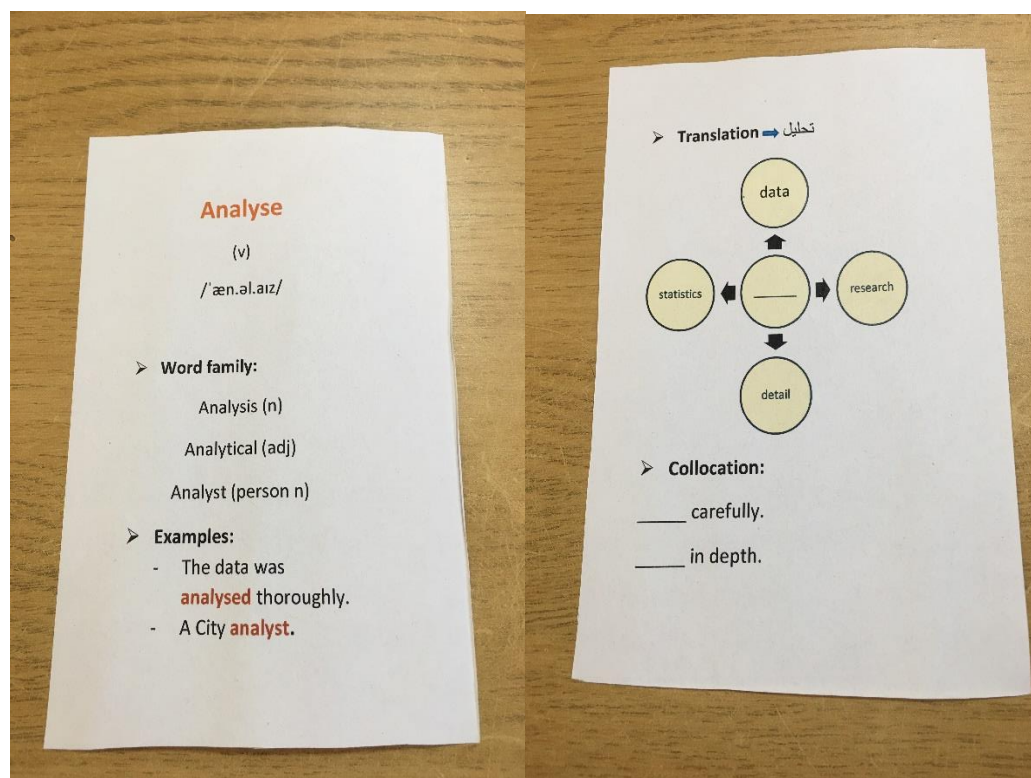 Analyse
(v)
/ˈæn.əl.aɪz/
➤ Word family:
Analysis (n)
Analytical (adj)
Analyst (person n)
➤ Examples:
- The data was
analysed thoroughly.
- A City analyst.
➤ Translation ➡ تحليل
data
statistics
____
research
detail
➤ Collocation:
_____ carefully.
_____ in depth.